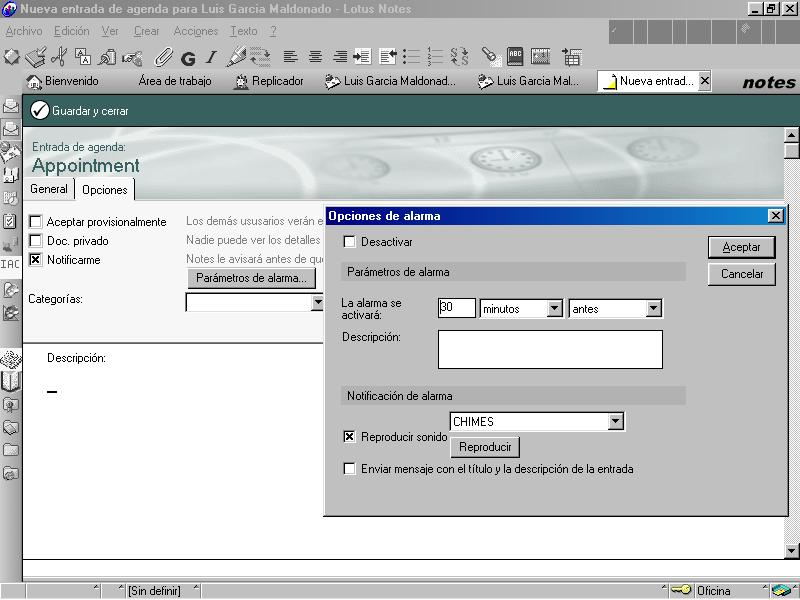 Nueva entrada de agenda para Luis Garcia Maldonado - Lotus Notes
Archivo Edición Ver Crear Acciones Texto ?
G I ABC
Bienvenido Área de trabajo Replicador Luis Garcia Maldonad... Luis Garcia Mal... Nueva entrad... notes
Guardar y cerrar
Entrada de agenda:
Appointment
General Opciones
Aceptar provisionalmente Los demás ususarios verán e
Doc. privado Nadie puede ver los detalles
Notificarme Notes le avisará antes de qu
IAC
Parámetros de alarma...
Categorías:
Descripción:
Opciones de alarma
Desactivar
Aceptar
Parámetros de alarma
Cancelar
La alarma se
activará:
30 minutos antes
Descripción:
Notificación de alarma
CHIMES
Reproducir sonido
Reproducir
Enviar mensaje con el título y la descripción de la entrada
[Sin definir] Oficina